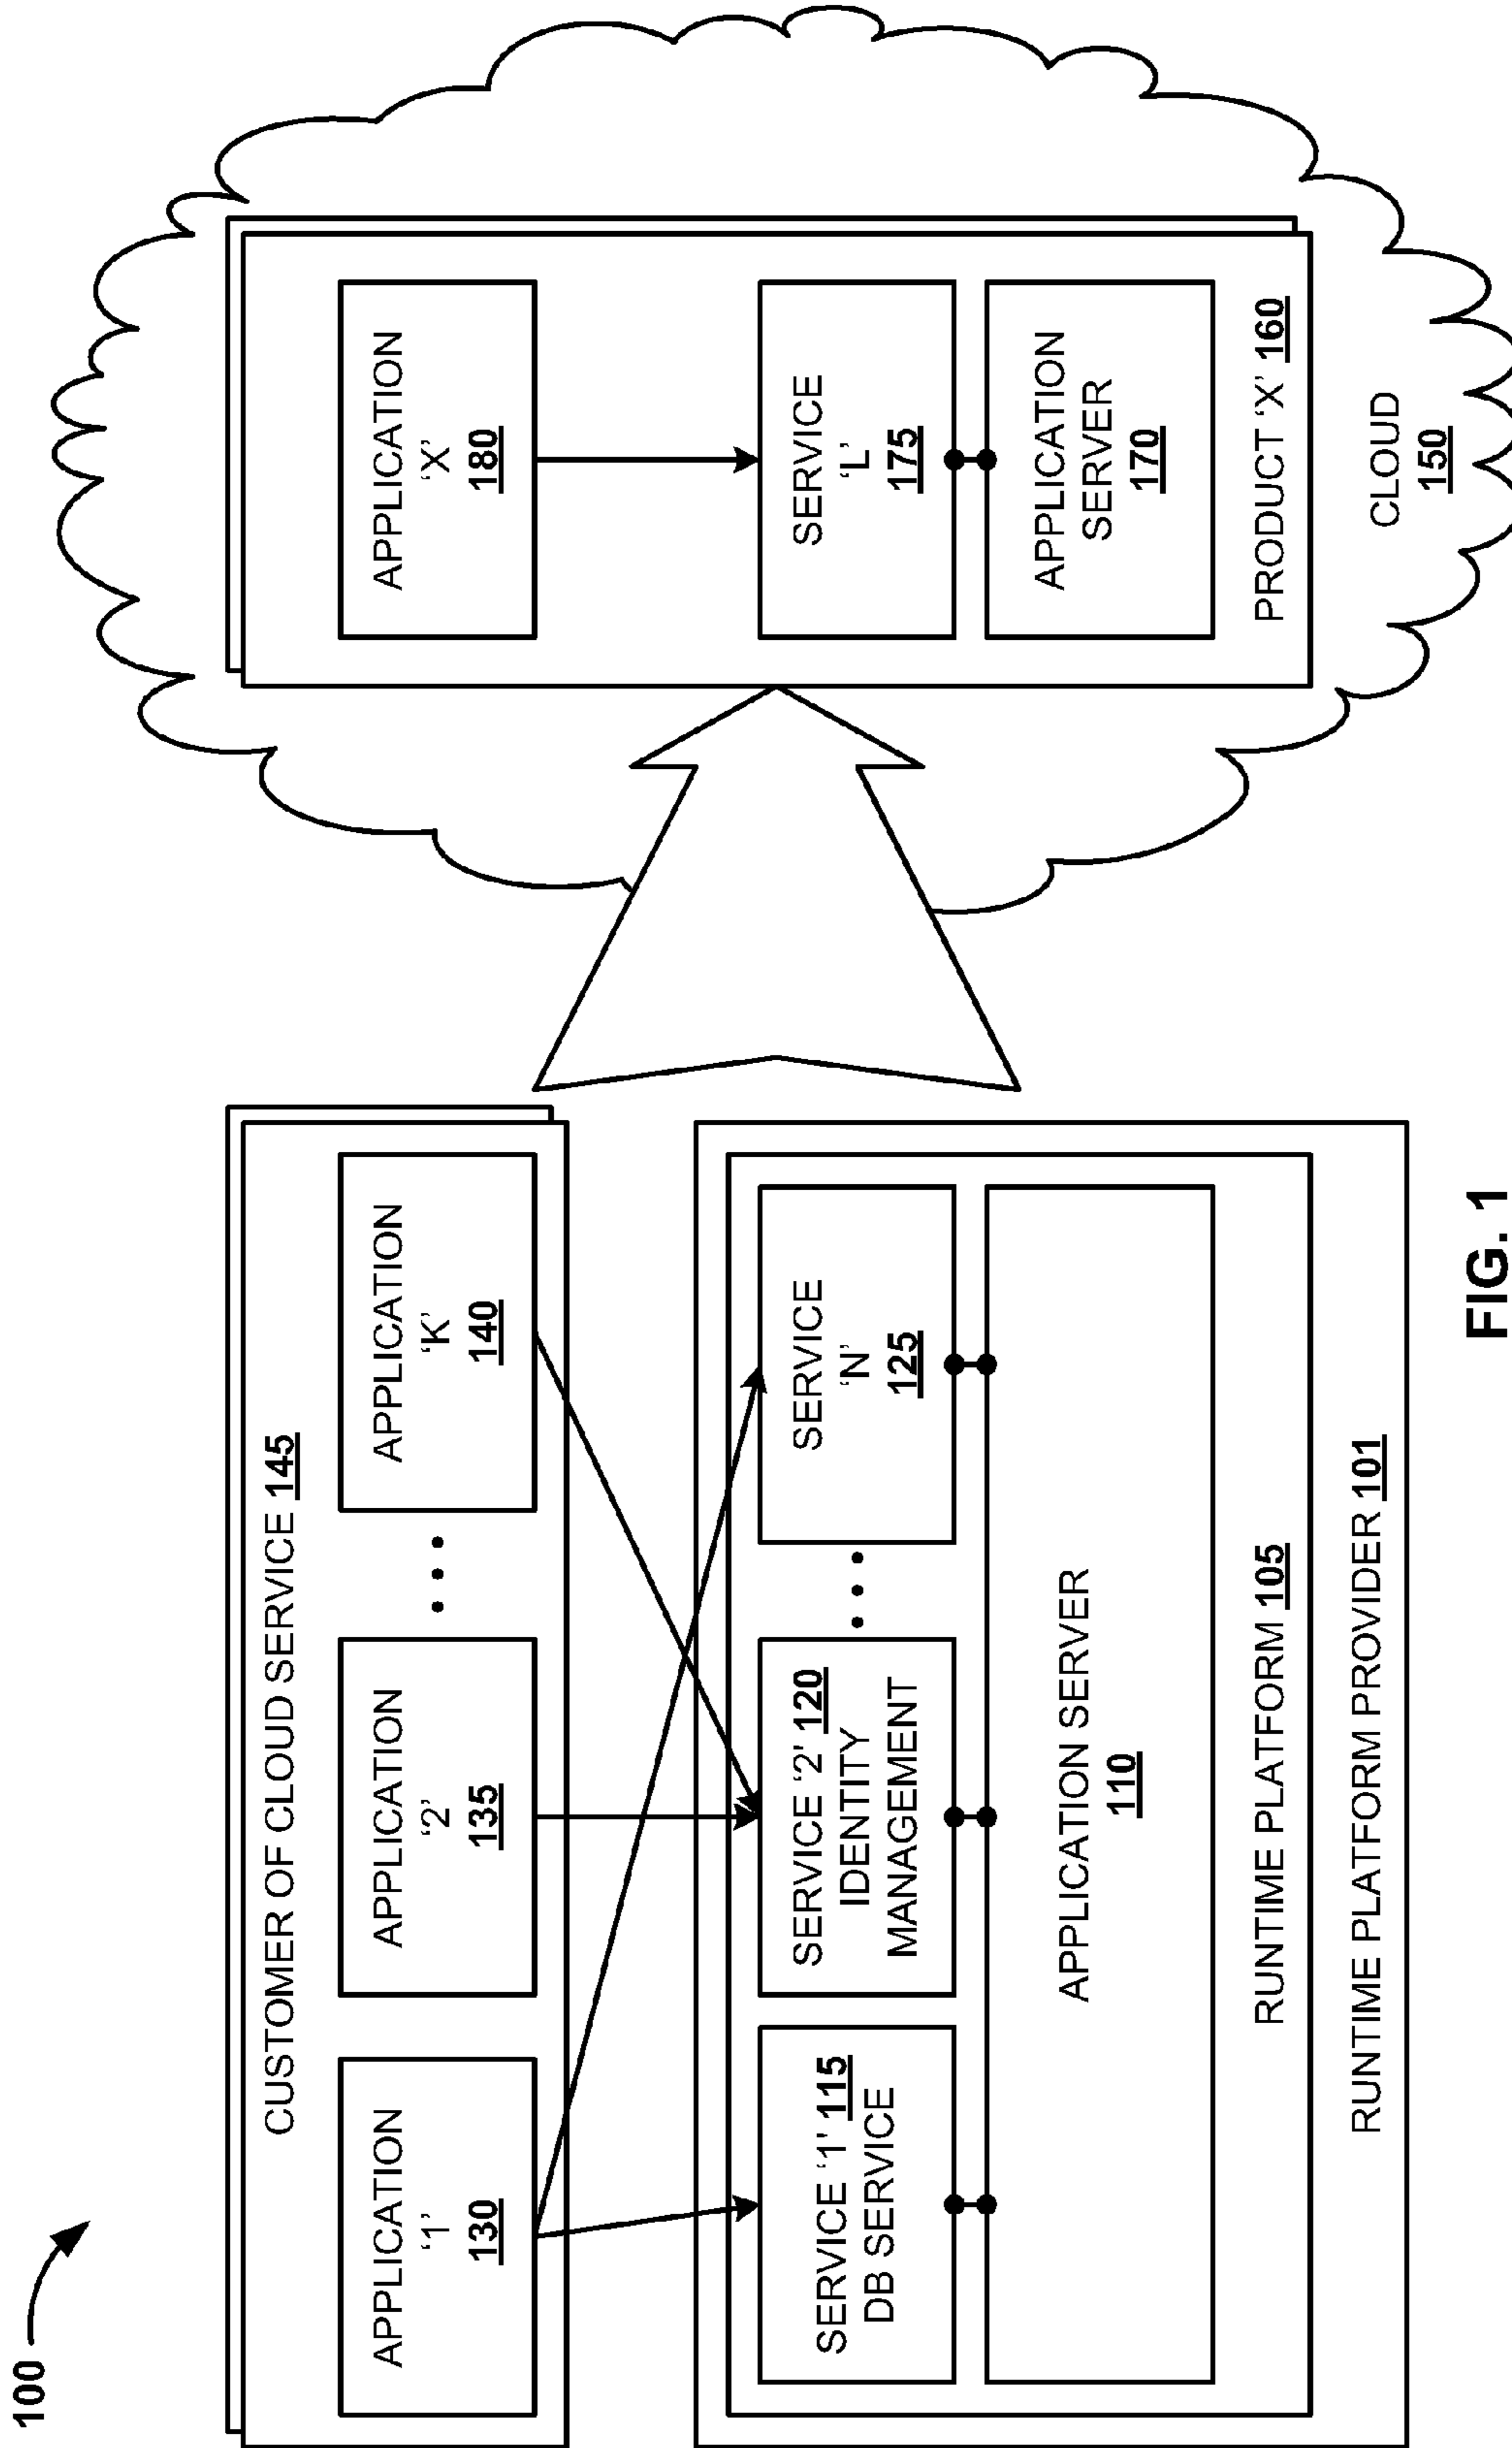 100
CUSTOMER OF CLOUD SERVICE 145
APPLICATION
‘1’
130
APPLICATION
‘2’
135
. . .
APPLICATION
‘K’
140
SERVICE ‘1’ 115
DB SERVICE
SERVICE ‘2’ 120
IDENTITY
MANAGEMENT
. . .
SERVICE
‘N’
125
APPLICATION SERVER
110
RUNTIME PLATFORM 105
RUNTIME PLATFORM PROVIDER 101
APPLICATION
‘X’
180
SERVICE
‘L’
175
APPLICATION
SERVER
170
PRODUCT ‘X’ 160
CLOUD
150
FIG. 1